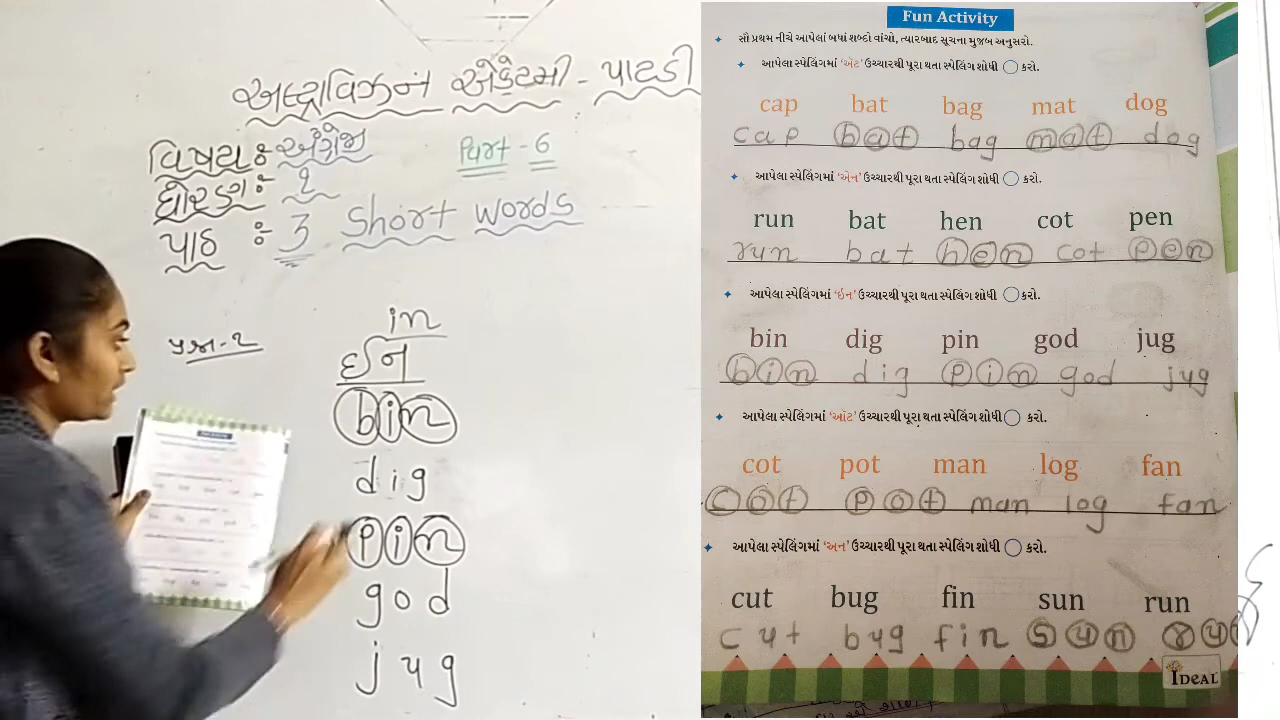 અલ્ટ્રાવિઝન એકેડેમી - પાટડી
વિષય : અંગ્રેજી
Part - 6
ધોરણ : ૨
પાઠ : 3 Short words
પ્રશ્ન-૨
in
ઈન
bin
dig
pin
god
jug
Fun Activity
સૌ પ્રથમ નીચે આપેલાં બધાં શબ્દો વાંચો, ત્યારબાદ સૂચના મુજબ અનુસરો.
આપેલા સ્પેલિંગમાં 'એટ' ઉચ્ચારથી પૂરા થતા સ્પેલિંગ શોધી ◯ કરો.
cap bat bag mat dog
cap bat bag mat dog
આપેલા સ્પેલિંગમાં 'એન' ઉચ્ચારથી પૂરા થતા સ્પેલિંગ શોધી ◯ કરો.
run bat hen cot pen
run bat hen cot pen
આપેલા સ્પેલિંગમાં 'ઇન' ઉચ્ચારથી પૂરા થતા સ્પેલિંગ શોધી ◯ કરો.
bin dig pin god jug
bin dig pin god jug
આપેલા સ્પેલિંગમાં 'ઑટ' ઉચ્ચારથી પૂરા થતા સ્પેલિંગ શોધી ◯ કરો.
cot pot man log fan
cot pot man log fan
આપેલા સ્પેલિંગમાં 'અન' ઉચ્ચારથી પૂરા થતા સ્પેલિંગ શોધી ◯ કરો.
cut bug fin sun run
cut bug fin sun ru
IDEAL